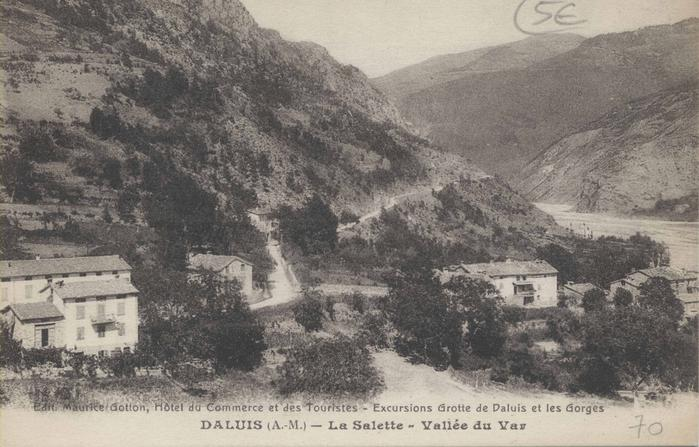 5€
Edit. Maurice Gotton, Hôtel du Commerce et des Touristes - Excursions Grotte de Daluis et les Gorges
DALUIS (A.-M.) — La Salette - Vallée du Var
70